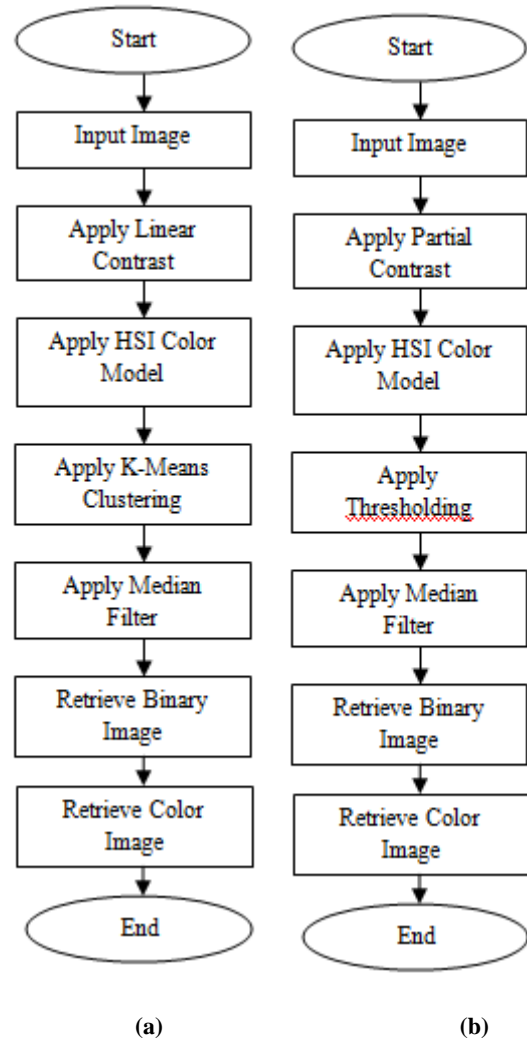 Start
Input Image
Apply Linear
Contrast
Apply HSI Color
Model
Apply K-Means
Clustering
Apply Median
Filter
Retrieve Binary
Image
Retrieve Color
Image
End
(a)
Start
Input Image
Apply Partial
Contrast
Apply HSI Color
Model
Apply
Thresholding
Apply Median
Filter
Retrieve Binary
Image
Retrieve Color
Image
End
(b)